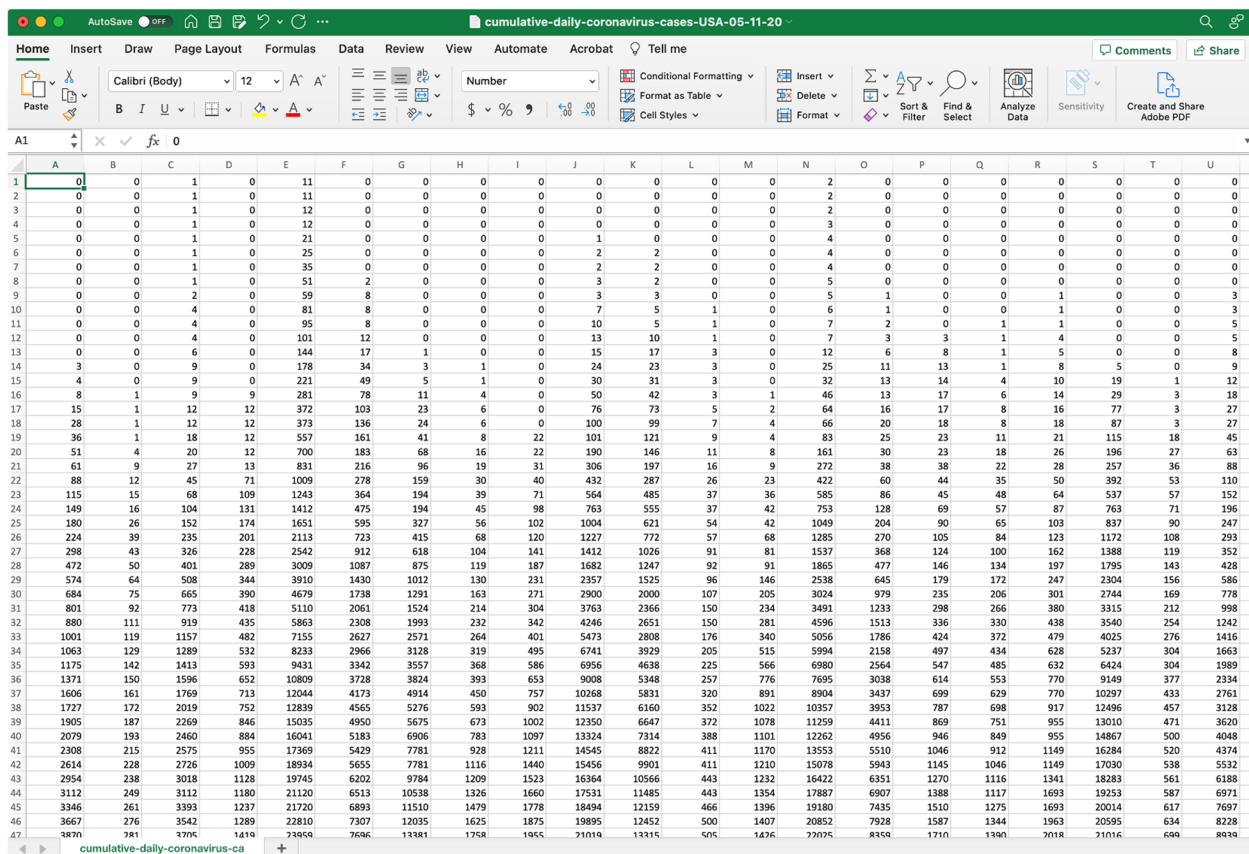 AutoSave OFF cumulative-daily-coronavirus-cases-USA-05-11-20
Home Insert Draw Page Layout Formulas Data Review View Automate Acrobat Tell me Comments Share
Paste Calibri (Body) 12 Number Conditional Formatting Format as Table Cell Styles Insert Delete Format Sort & Filter Find & Select Analyze Data Sensitivity Create and Share Adobe PDF
A1 fx 0
A B C D E F G H I J K L M N O P Q R S T U
1 0 0 1 0 11 0 0 0 0 0 0 0 0 2 0 0 0 0 0 0 0
2 0 0 1 0 11 0 0 0 0 0 0 0 0 2 0 0 0 0 0 0 0
3 0 0 1 0 12 0 0 0 0 0 0 0 0 2 0 0 0 0 0 0 0
4 0 0 1 0 12 0 0 0 0 0 0 0 0 3 0 0 0 0 0 0 0
5 0 0 1 0 21 0 0 0 0 1 0 0 0 4 0 0 0 0 0 0 0
6 0 0 1 0 25 0 0 0 0 2 2 0 0 4 0 0 0 0 0 0 0
7 0 0 1 0 35 0 0 0 0 2 2 0 0 4 0 0 0 0 0 0 0
8 0 0 1 0 51 2 0 0 0 3 2 0 0 5 0 0 0 0 0 0 0
9 0 0 2 0 59 8 0 0 0 3 3 0 0 5 1 0 0 1 0 0 3
10 0 0 4 0 81 8 0 0 0 7 5 1 0 6 1 0 0 1 0 0 3
11 0 0 4 0 95 8 0 0 0 10 5 1 0 7 2 0 1 1 0 0 5
12 0 0 4 0 101 12 0 0 0 13 10 1 0 7 3 3 1 4 0 0 5
13 0 0 6 0 144 17 1 0 0 15 17 3 0 12 6 8 1 5 0 0 8
14 3 0 9 0 178 34 3 1 0 24 23 3 0 25 11 13 1 8 5 0 9
15 4 0 9 0 221 49 5 1 0 30 31 3 0 32 13 14 4 10 19 1 12
16 8 1 9 9 281 78 11 4 0 50 42 3 1 46 13 17 6 14 29 3 18
17 15 1 12 12 372 103 23 6 0 76 73 5 2 64 16 17 8 16 77 3 27
18 28 1 12 12 373 136 24 6 0 100 99 7 4 66 20 18 8 18 87 3 27
19 36 1 18 12 557 161 41 8 22 101 121 9 4 83 25 23 11 21 115 18 45
20 51 4 20 12 700 183 68 16 22 190 146 11 8 161 30 23 18 26 196 27 63
21 61 9 27 13 831 216 96 19 31 306 197 16 9 272 38 38 22 28 257 36 88
22 88 12 45 71 1009 278 159 30 40 432 287 26 23 422 60 44 35 50 392 53 110
23 115 15 68 109 1243 364 194 39 71 564 485 37 36 585 86 45 48 64 537 57 152
24 149 16 104 131 1412 475 194 45 98 763 555 37 42 753 128 69 57 87 763 71 196
25 180 26 152 174 1651 595 327 56 102 1004 621 54 42 1049 204 90 65 103 837 90 247
26 224 39 235 201 2113 723 415 68 120 1227 772 57 68 1285 270 105 84 123 1172 108 293
27 298 43 326 228 2542 912 618 104 141 1412 1026 91 81 1537 368 124 100 162 1388 119 352
28 472 50 401 289 3009 1087 875 119 187 1682 1247 92 91 1865 477 146 134 197 1795 143 428
29 574 64 508 344 3910 1430 1012 130 231 2357 1525 96 146 2538 645 179 172 247 2304 156 586
30 684 75 665 390 4679 1738 1291 163 271 2900 2000 107 205 3024 979 235 206 301 2744 169 778
31 801 92 773 418 5110 2061 1524 214 304 3763 2366 150 234 3491 1233 298 266 380 3315 212 998
32 880 111 919 435 5863 2308 1993 232 342 4246 2651 150 281 4596 1513 336 330 438 3540 254 1242
33 1001 119 1157 482 7155 2627 2571 264 401 5473 2808 176 340 5056 1786 424 372 479 4025 276 1416
34 1063 129 1289 532 8233 2966 3128 319 495 6741 3929 205 515 5994 2158 497 434 628 5237 304 1663
35 1175 142 1413 593 9431 3342 3557 368 586 6956 4638 225 566 6980 2564 547 485 632 6424 304 1989
36 1371 150 1596 652 10809 3728 3824 393 653 9008 5348 257 776 7695 3038 614 553 770 9149 377 2334
37 1606 161 1769 713 12044 4173 4914 450 757 10268 5831 320 891 8904 3437 699 629 770 10297 433 2761
38 1727 172 2019 752 12839 4565 5276 593 902 11537 6160 352 1022 10357 3953 787 698 917 12496 457 3128
39 1905 187 2269 846 15035 4950 5675 673 1002 12350 6647 372 1078 11259 4411 869 751 955 13010 471 3620
40 2079 193 2460 884 16041 5183 6906 783 1097 13324 7314 388 1101 12262 4956 946 849 955 14867 500 4048
41 2308 215 2575 955 17369 5429 7781 928 1211 14545 8822 411 1170 13553 5510 1046 912 1149 16284 520 4374
42 2614 228 2726 1009 18934 5655 7781 1116 1440 15456 9901 411 1210 15078 5943 1145 1046 1149 17030 538 5532
43 2954 238 3018 1128 19745 6202 9784 1209 1523 16364 10566 443 1232 16422 6351 1270 1116 1341 18283 561 6188
44 3112 249 3112 1180 21120 6513 10538 1326 1660 17531 11485 443 1354 17887 6907 1388 1117 1693 19253 587 6971
45 3346 261 3393 1237 21720 6893 11510 1479 1778 18494 12159 466 1396 19180 7435 1510 1275 1693 20014 617 7697
46 3667 276 3542 1289 22810 7307 12035 1625 1875 19895 12452 500 1407 20852 7928 1587 1344 1963 20595 634 8228
47 3870 281 3705 1419 23959 7696 13381 1758 1955 21019 13315 505 1426 22025 8359 1710 1390 2018 21016 699 8939
cumulative-daily-coronavirus-ca +